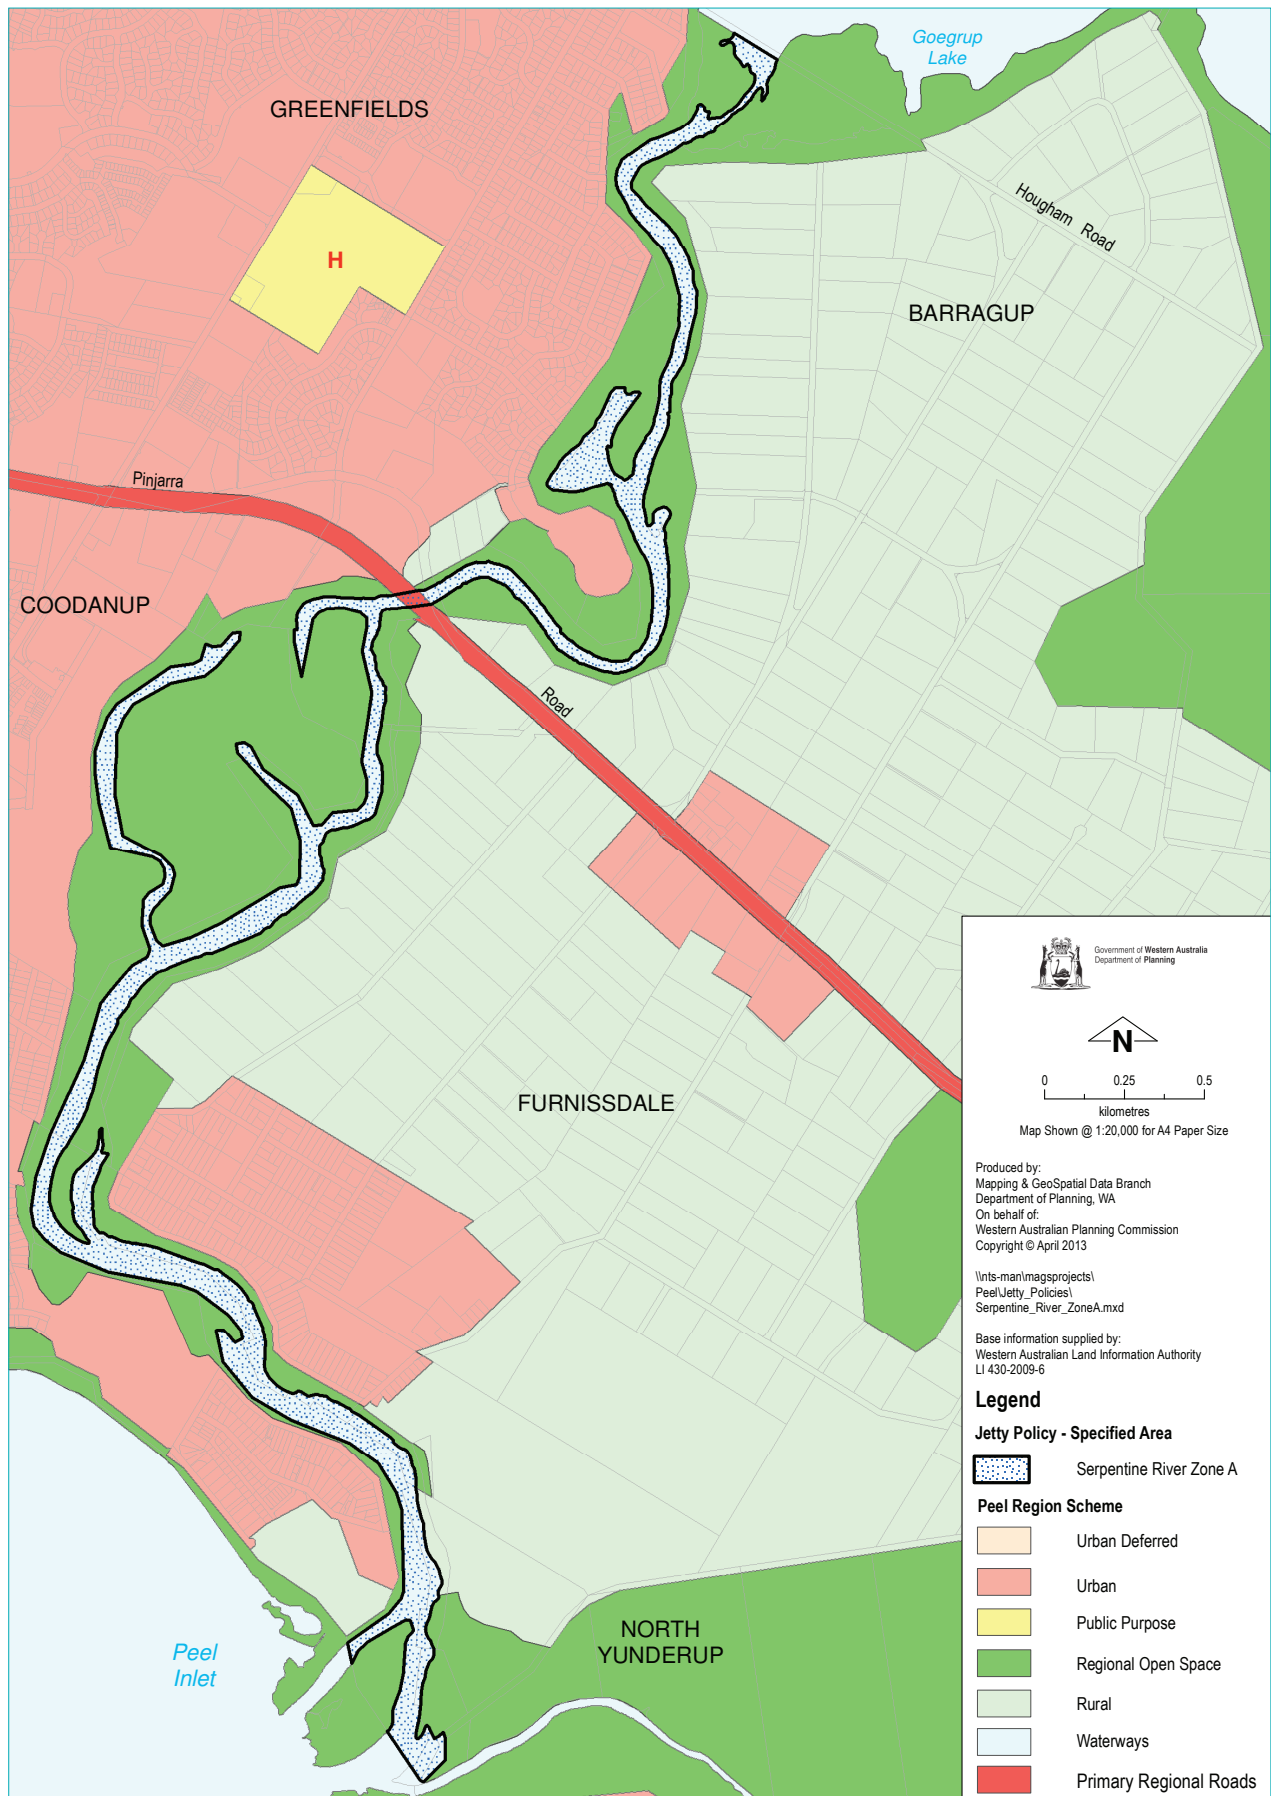 Goegrup
Lake
GREENFIELDS
Hougham Road
H
BARRAGUP
Pinjarra
COODANUP
Road
FURNISSDALE
NORTH
YUNDERUP
Peel
Inlet
Government of Western Australia
Department of Planning
N
0 0.25 0.5
kilometres
Map Shown @ 1:20,000 for A4 Paper Size
Produced by:
Mapping & GeoSpatial Data Branch
Department of Planning, WA
On behalf of:
Western Australian Planning Commission
Copyright © April 2013
\\nts-man\magsprojects\
Peel\Jetty_Policies\
Serpentine_River_ZoneA.mxd
Base information supplied by:
Western Australian Land Information Authority
LI 430-2009-6
Legend
Jetty Policy - Specified Area
Serpentine River Zone A
Peel Region Scheme
Urban Deferred
Urban
Public Purpose
Regional Open Space
Rural
Waterways
Primary Regional Roads